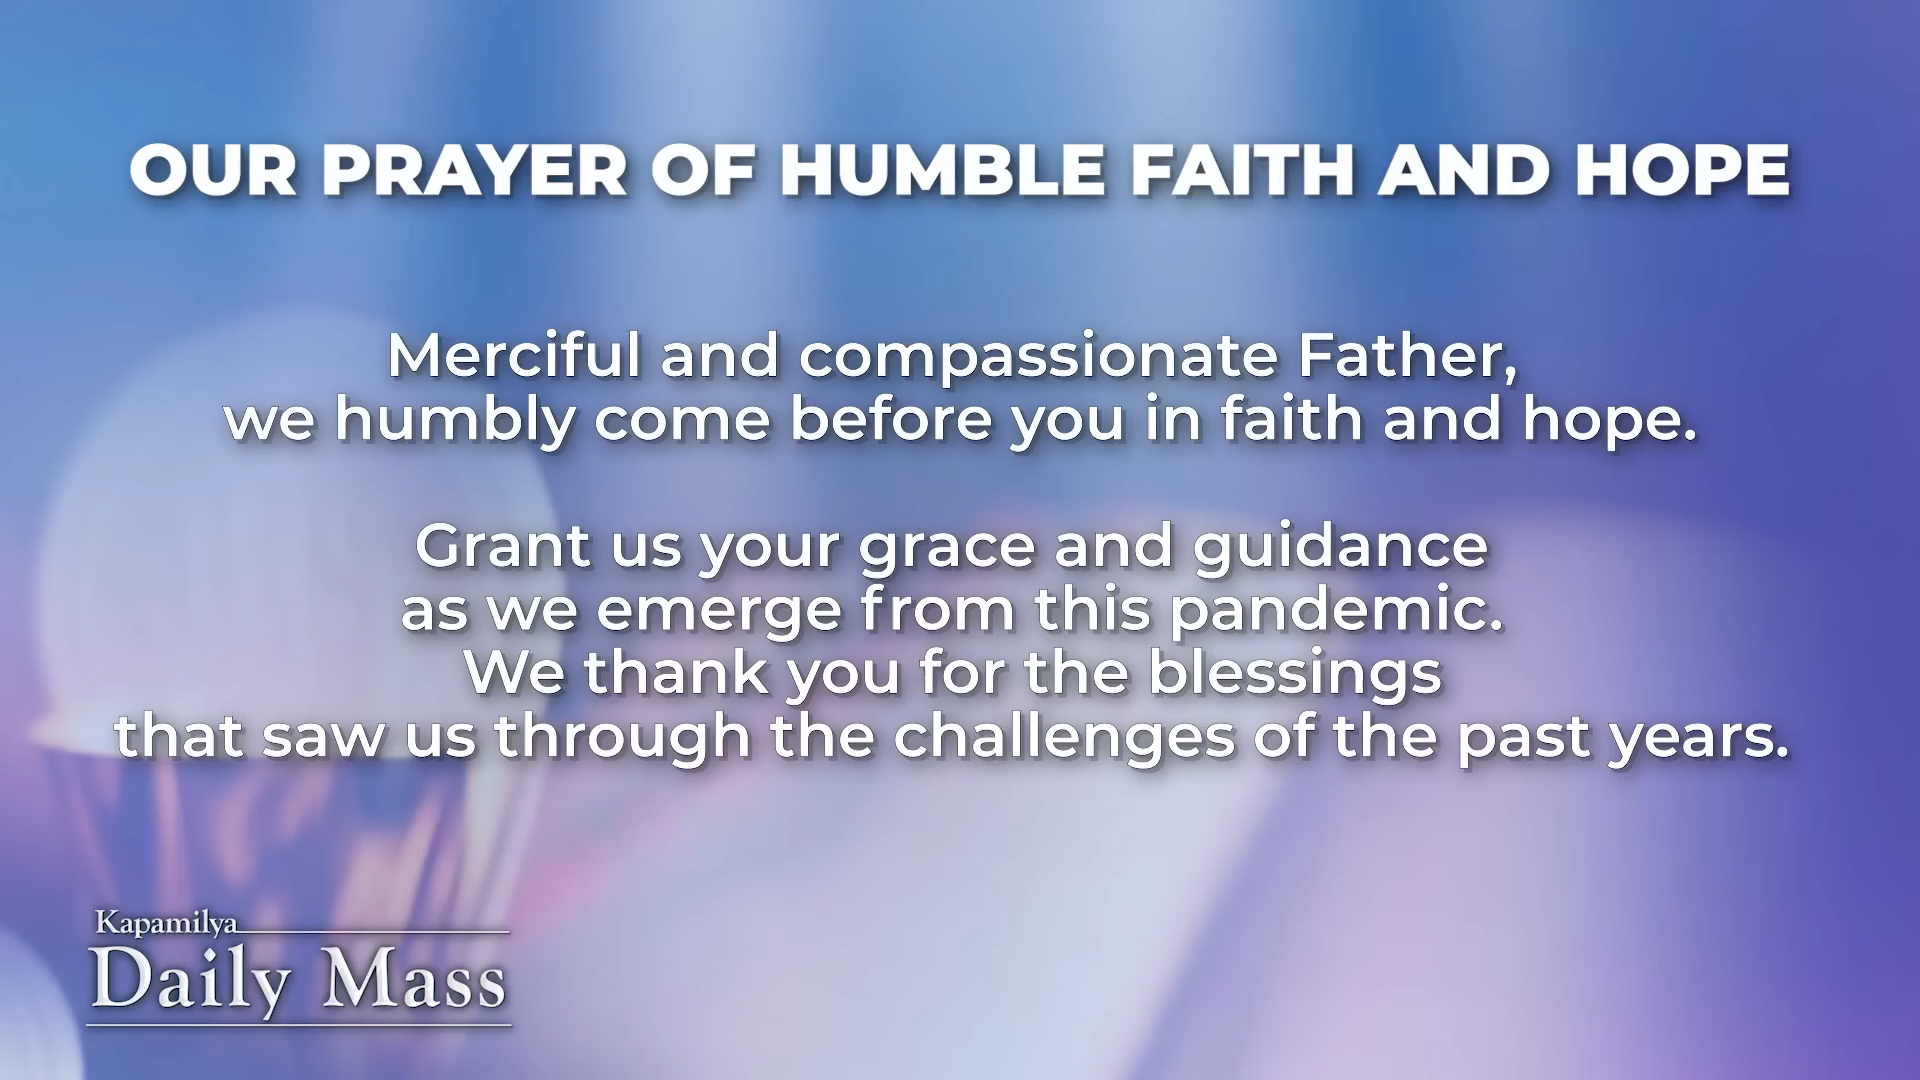 OUR PRAYER OF HUMBLE FAITH AND HOPE
Merciful and compassionate Father,
we humbly come before you in faith and hope.
Grant us your grace and guidance
as we emerge from this pandemic.
We thank you for the blessings
that saw us through the challenges of the past years.
Kapamilya
Daily Mass